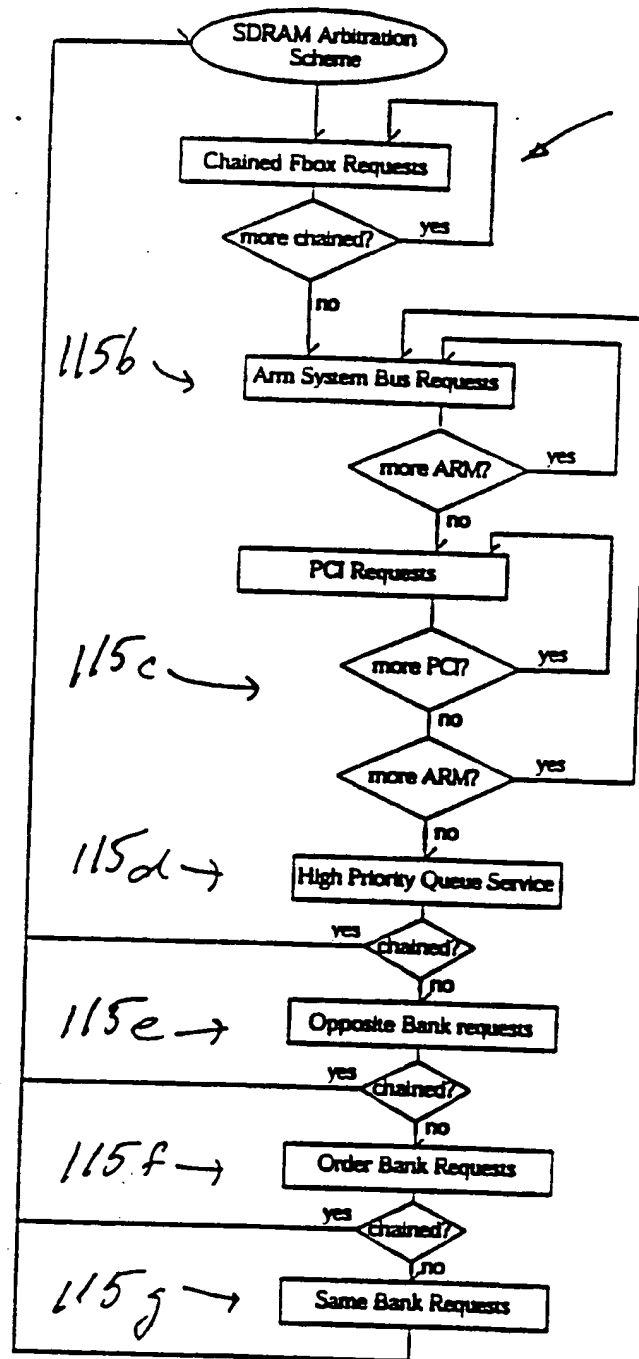 SDRAM Arbitration
Scheme
Chained Fbox Requests
more chained?
yes
no
115b
Arm System Bus Requests
more ARM?
yes
no
PCI Requests
115c
more PCI?
yes
no
more ARM?
yes
no
115d
High Priority Queue Service
yes
chained?
no
115e
Opposite Bank requests
yes
chained?
no
115f
Order Bank Requests
yes
chained?
no
115g
Same Bank Requests